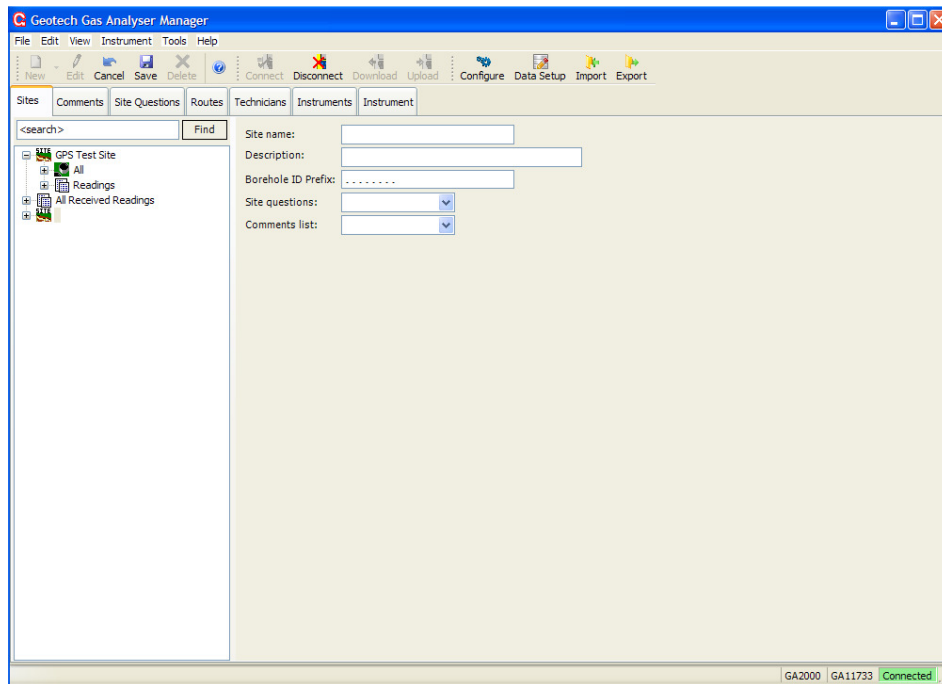 Geotech Gas Analyser Manager
File Edit View Instrument Tools Help
New Edit Cancel Save Delete Connect Disconnect Download Upload Configure Data Setup Import Export
Sites Comments Site Questions Routes Technicians Instruments Instrument
<search> Find
Site name:
Description:
Borehole ID Prefix: ........
Site questions:
Comments list:
SITE GPS Test Site
All
Readings
All Received Readings
SITE
GA2000 GA11733 Connected